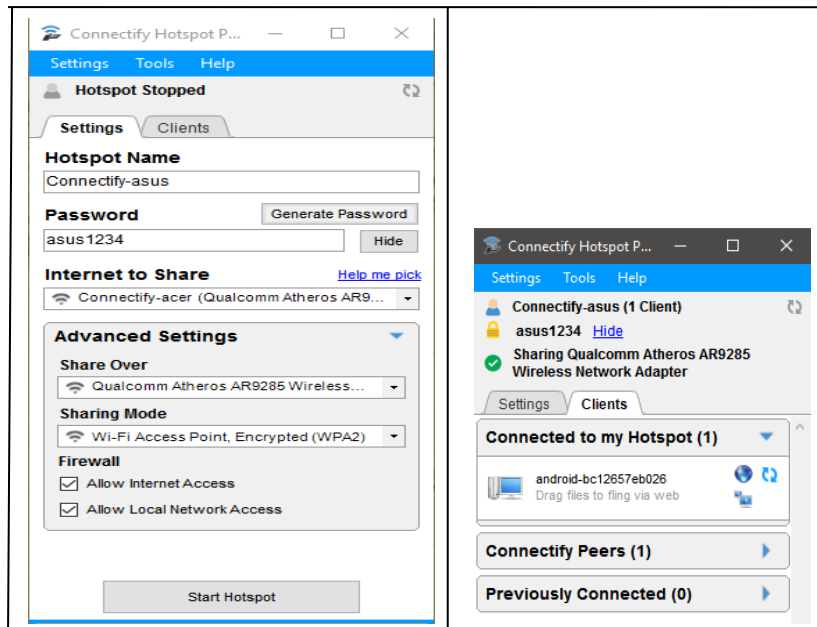 Connectify Hotspot P...
Settings Tools Help
Hotspot Stopped
Settings Clients
Hotspot Name
Connectify-asus
Password Generate Password
asus1234 Hide
Internet to Share Help me pick
Connectify-acer (Qualcomm Atheros AR9...
Advanced Settings
Share Over
Qualcomm Atheros AR9285 Wireless...
Sharing Mode
Wi-Fi Access Point, Encrypted (WPA2)
Firewall
Allow Internet Access
Allow Local Network Access
Start Hotspot
Connectify Hotspot P...
Settings Tools Help
Connectify-asus (1 Client)
asus1234 Hide
Sharing Qualcomm Atheros AR9285
Wireless Network Adapter
Settings Clients
Connected to my Hotspot (1)
android-bc12657eb026
Drag files to fling via web
Connectify Peers (1)
Previously Connected (0)